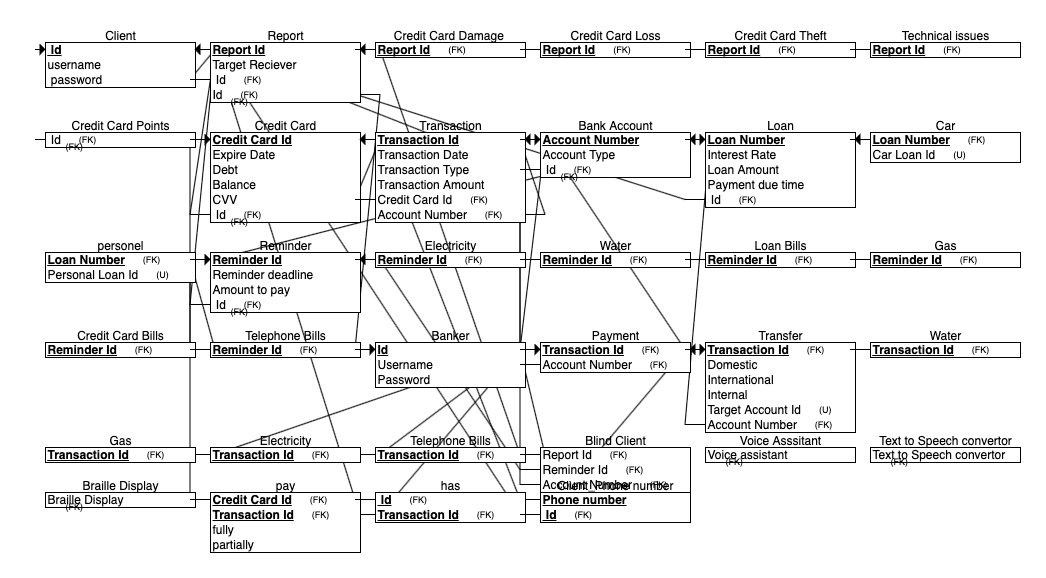 Client
Id
username
password
Report
Report Id
Target Reciever
Id (FK)
Id (FK)
Credit Card Damage
Report Id (FK)
Credit Card Loss
Report Id (FK)
Credit Card Theft
Report Id (FK)
Technical issues
Report Id (FK)
Credit Card Points
Id (FK)
(FK)
Credit Card
Credit Card Id
Expire Date
Debt
Balance
CVV
Id (FK)
(FK)
Transaction
Transaction Id
Transaction Date
Transaction Type
Transaction Amount
Credit Card Id (FK)
Account Number (FK)
Bank Account
Account Number
Account Type
Id (FK)
(FK)
Loan
Loan Number
Interest Rate
Loan Amount
Payment due time
Id (FK)
Car
Loan Number (FK)
Car Loan Id (U)
personel
Loan Number (FK)
Personal Loan Id (U)
Reminder
Reminder Id
Reminder deadline
Amount to pay
Id (FK)
(FK)
Electricity
Reminder Id (FK)
Water
Reminder Id (FK)
Loan Bills
Reminder Id (FK)
Gas
Reminder Id (FK)
Credit Card Bills
Reminder Id (FK)
Telephone Bills
Reminder Id (FK)
Banker
Id
Username
Password
Payment
Transaction Id (FK)
Account Number (FK)
Transfer
Transaction Id (FK)
Domestic
International
Internal
Target Account Id (U)
Account Number (FK)
Water
Transaction Id (FK)
Gas
Transaction Id (FK)
Electricity
Transaction Id (FK)
Telephone Bills
Transaction Id (FK)
Blind Client
Report Id (FK)
Reminder Id (FK)
Account Number (FK)
Voice Asssitant
Voice assistant
(FK)
Text to Speech convertor
Text to Speech convertor
(FK)
Braille Display
Braille Display
(FK)
pay
Credit Card Id (FK)
Transaction Id (FK)
fully
partially
has
Id (FK)
Transaction Id (FK)
Client_Phone number
Phone number
Id (FK)